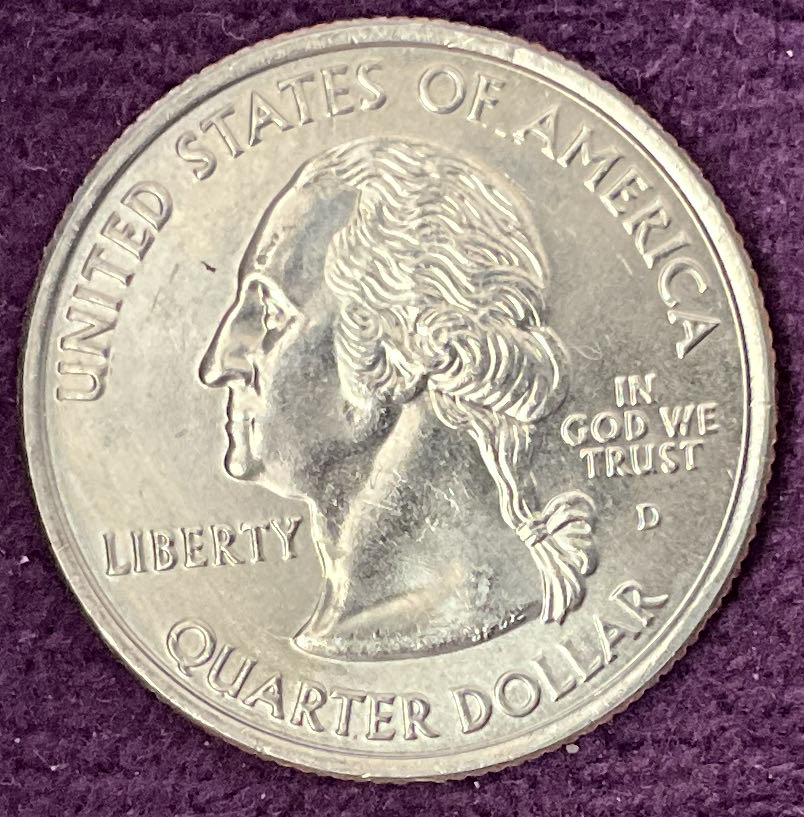 UNITED STATES OF AMERICA
LIBERTY
IN
GOD WE
TRUST
D
QUARTER DOLLAR